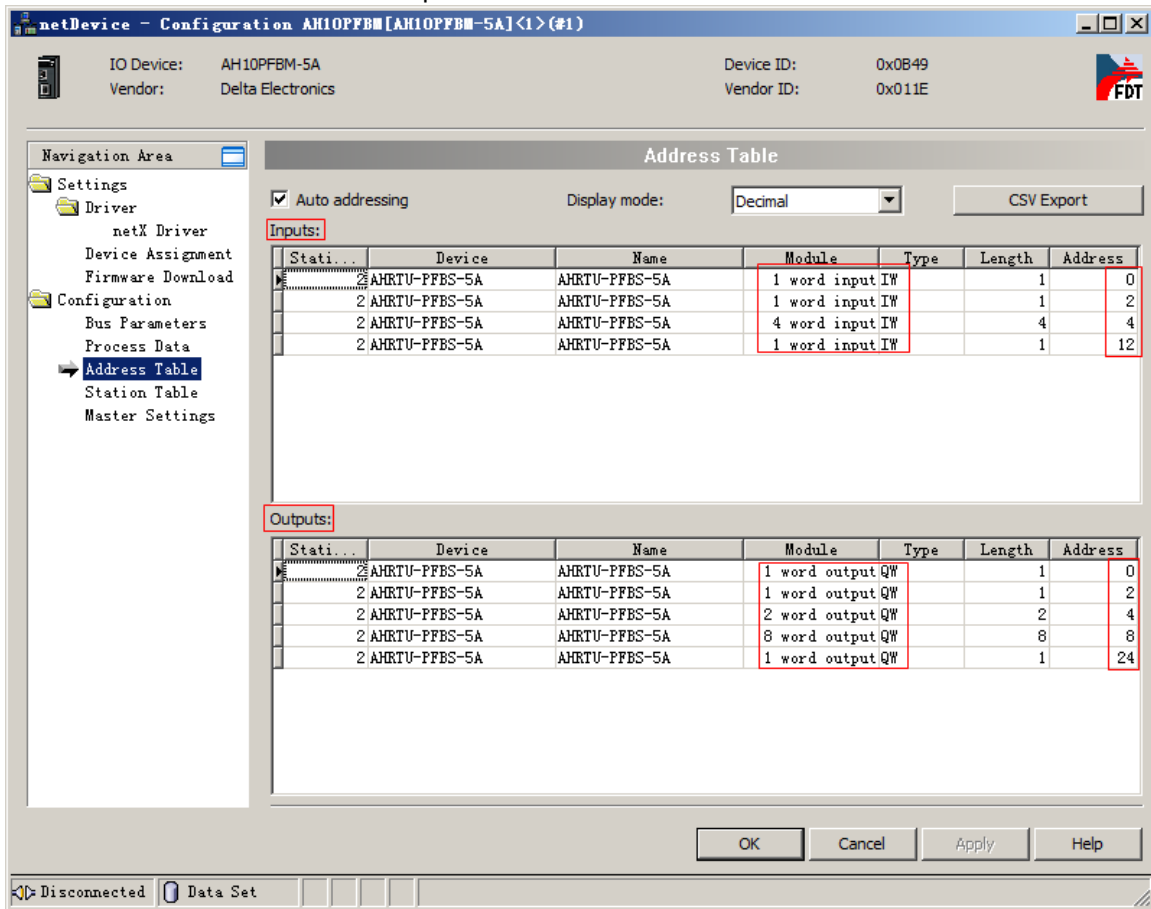 netDevice - Configuration AH10PFBM[AH10PFBM-5A]<1>(#1)
IO Device: AH10PFBM-5A Device ID: 0x0B49
Vendor: Delta Electronics Vendor ID: 0x011E
FDT
Navigation Area
Settings
Driver
netX Driver
Device Assignment
Firmware Download
Configuration
Bus Parameters
Process Data
Address Table
Station Table
Master Settings
Address Table
Auto addressing Display mode: Decimal CSV Export
Inputs:
Stati... Device Name Module Type Length Address
2 AHRTU-PFBS-5A AHRTU-PFBS-5A 1 word input IW 1 0
2 AHRTU-PFBS-5A AHRTU-PFBS-5A 1 word input IW 1 2
2 AHRTU-PFBS-5A AHRTU-PFBS-5A 4 word input IW 4 4
2 AHRTU-PFBS-5A AHRTU-PFBS-5A 1 word input IW 1 12
Outputs:
Stati... Device Name Module Type Length Address
2 AHRTU-PFBS-5A AHRTU-PFBS-5A 1 word output QW 1 0
2 AHRTU-PFBS-5A AHRTU-PFBS-5A 1 word output QW 1 2
2 AHRTU-PFBS-5A AHRTU-PFBS-5A 2 word output QW 2 4
2 AHRTU-PFBS-5A AHRTU-PFBS-5A 8 word output QW 8 8
2 AHRTU-PFBS-5A AHRTU-PFBS-5A 1 word output QW 1 24
OK Cancel Apply Help
Disconnected Data Set